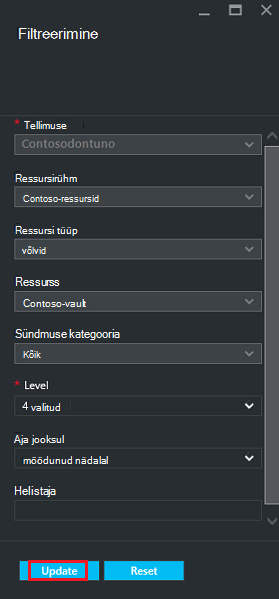 Filtreerimine
* Tellimuse
Contosodontuno
Ressursirühm
Contoso-ressursid
Ressursi tüüp
võlvid
Ressurss
Contoso-vault
Sündmuse kategooria
Kõik
* Level
4 valitud
Aja jooksul
möödunud nädalal
Helistaja
Update Reset